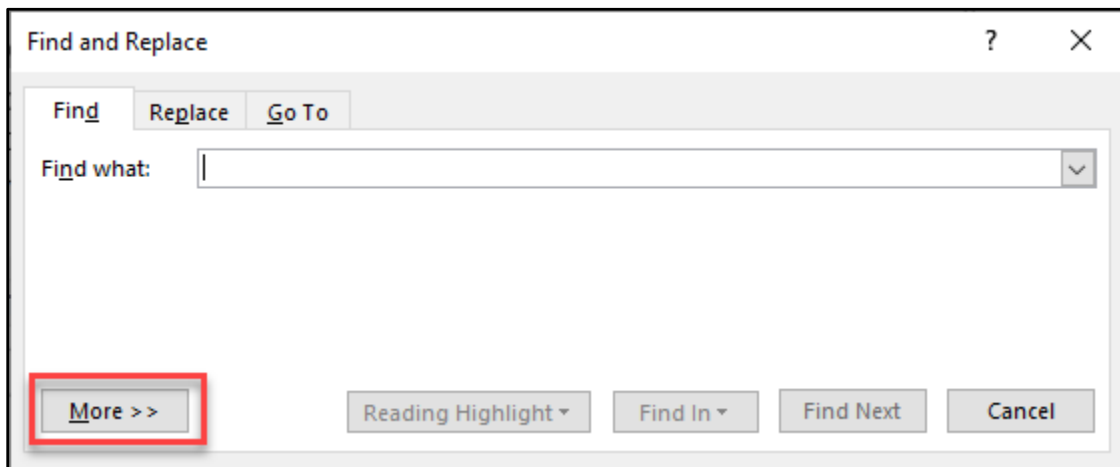 Find and Replace ?
Find Replace Go To
Find what:
More >> Reading Highlight Find In Find Next Cancel